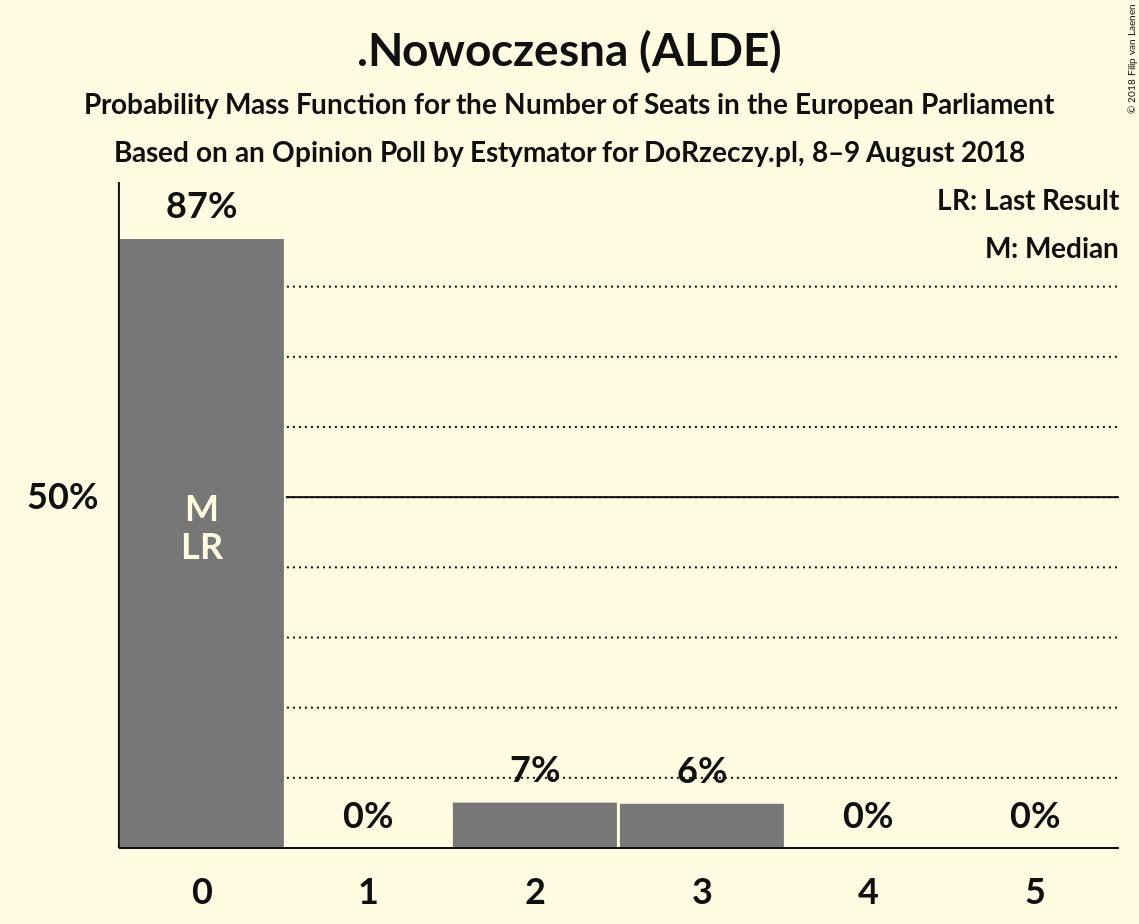 .Nowoczesna (ALDE)
Probability Mass Function for the Number of Seats in the European Parliament
Based on an Opinion Poll by Estymator for DoRzeczy.pl, 8–9 August 2018
© 2018 Filip van Laenen
LR: Last Result
M: Median
87%
50%
M
LR
0%
7%
6%
0%
0%
0
1
2
3
4
5